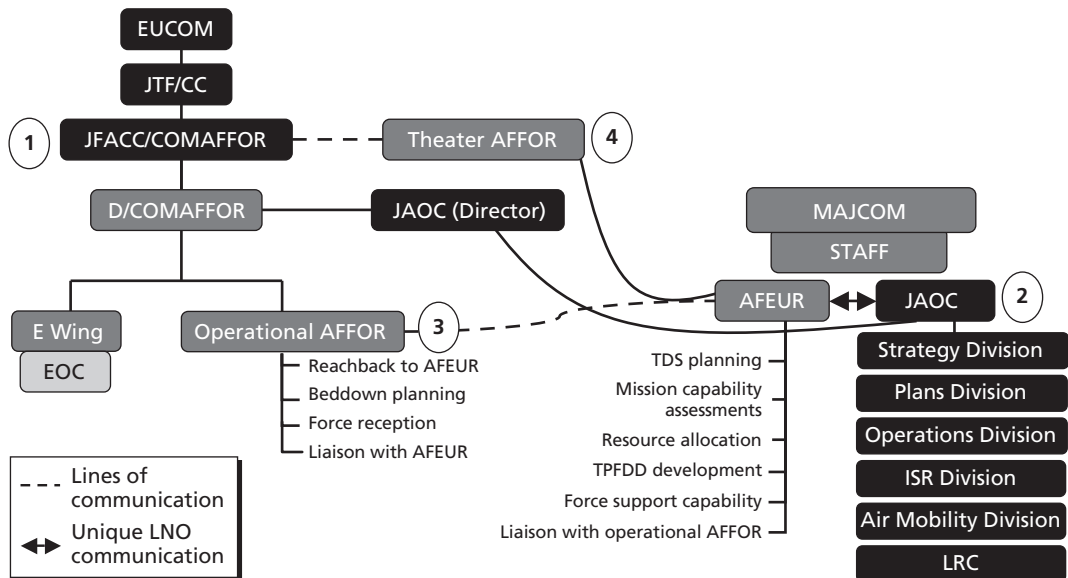 EUCOM
JTF/CC
1
JFACC/COMAFFOR
Theater AFFOR
4
D/COMAFFOR
JAOC (Director)
MAJCOM
STAFF
E Wing
EOC
Operational AFFOR
3
AFEUR
JAOC
2
Reachback to AFEUR
Beddown planning
Force reception
Liaison with AFEUR
TDS planning
Mission capability
assessments
Resource allocation
TPFDD development
Force support capability
Liaison with operational AFFOR
Strategy Division
Plans Division
Operations Division
ISR Division
Air Mobility Division
LRC
Lines of
communication
Unique LNO
communication